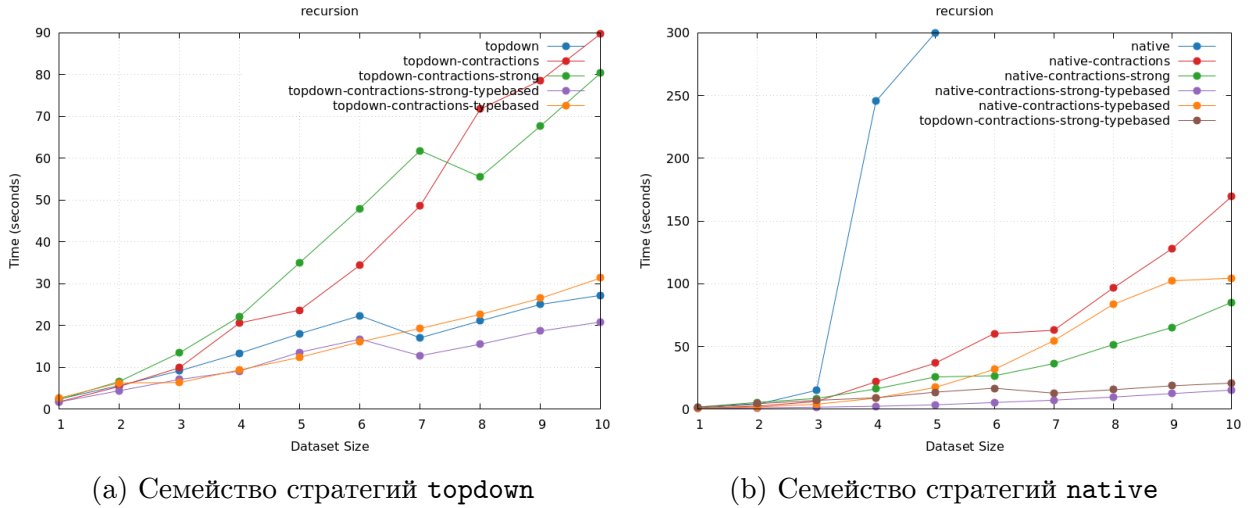 recursion
90
80
70
60
50
40
30
20
10
0
Time (seconds)
topdown
topdown-contractions
topdown-contractions-strong
topdown-contractions-strong-typebased
topdown-contractions-typebased
1 2 3 4 5 6 7 8 9 10
Dataset Size
(a) Семейство стратегий topdown
recursion
300
250
200
150
100
50
0
Time (seconds)
native
native-contractions
native-contractions-strong
native-contractions-strong-typebased
native-contractions-typebased
topdown-contractions-strong-typebased
1 2 3 4 5 6 7 8 9 10
Dataset Size
(b) Семейство стратегий native